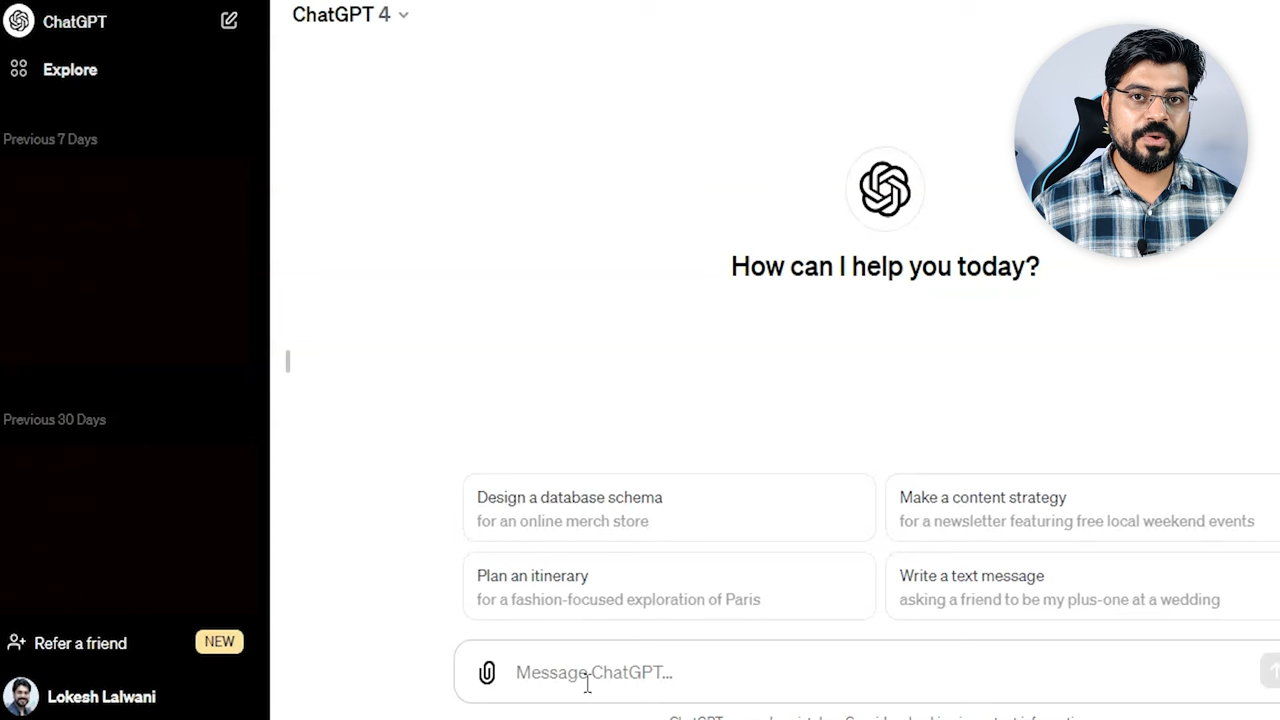 ChatGPT
Explore
Previous 7 Days
Previous 30 Days
Refer a friend
NEW
Lokesh Lalwani
ChatGPT 4
How can I help you today?
Design a database schema
for an online merch store
Make a content strategy
for a newsletter featuring free local weekend events
Plan an itinerary
for a fashion-focused exploration of Paris
Write a text message
asking a friend to be my plus-one at a wedding
Message ChatGPT...